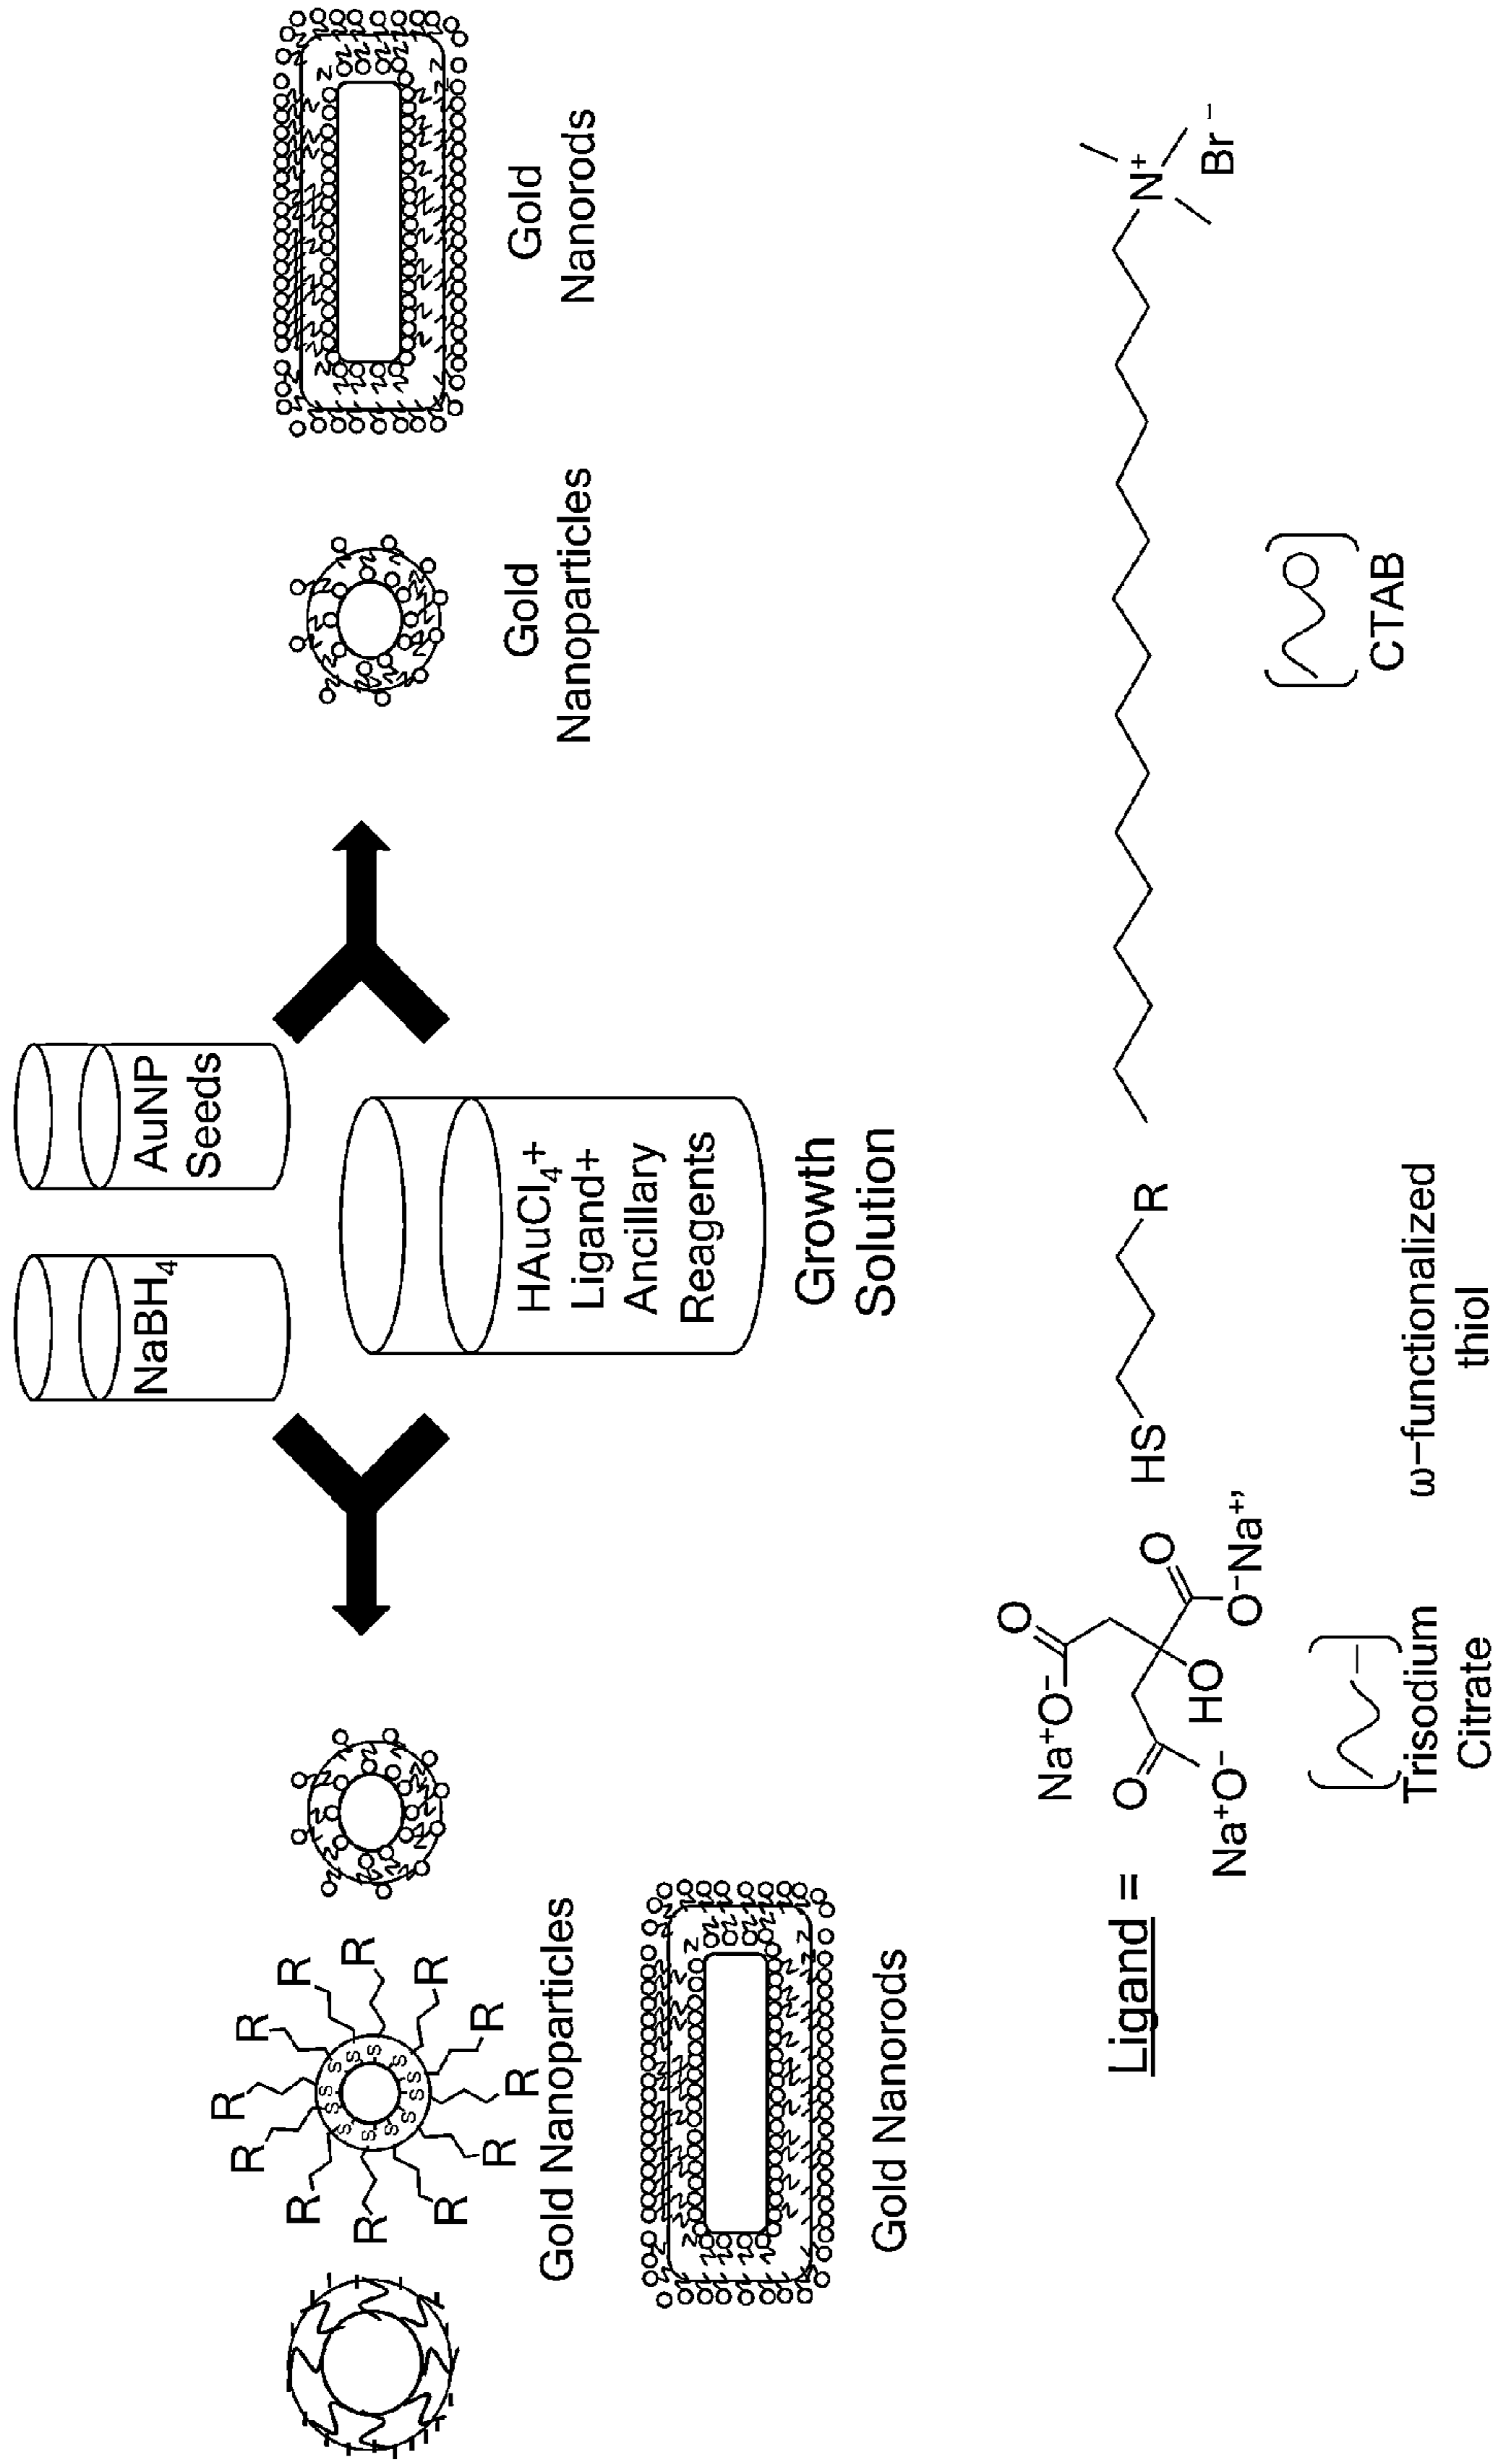 NaBH4
AuNP
Seeds
HAuCl4+
Ligand+
Ancillary
Reagents
Growth
Solution
R
R
R
R
R
R
R
R
R
R
R
R
R
S
S
S
S
S
S
S
S
S
S
S
S
S
Gold Nanoparticles
Gold Nanorods
Gold
Nanoparticles
Gold
Nanorods
Ligand =
O
Na+O-
O
O
HO
Na+O-
O-Na+,
Trisodium
Citrate
HS
R
ω-functionalized
thiol
N+
Br-
CTAB